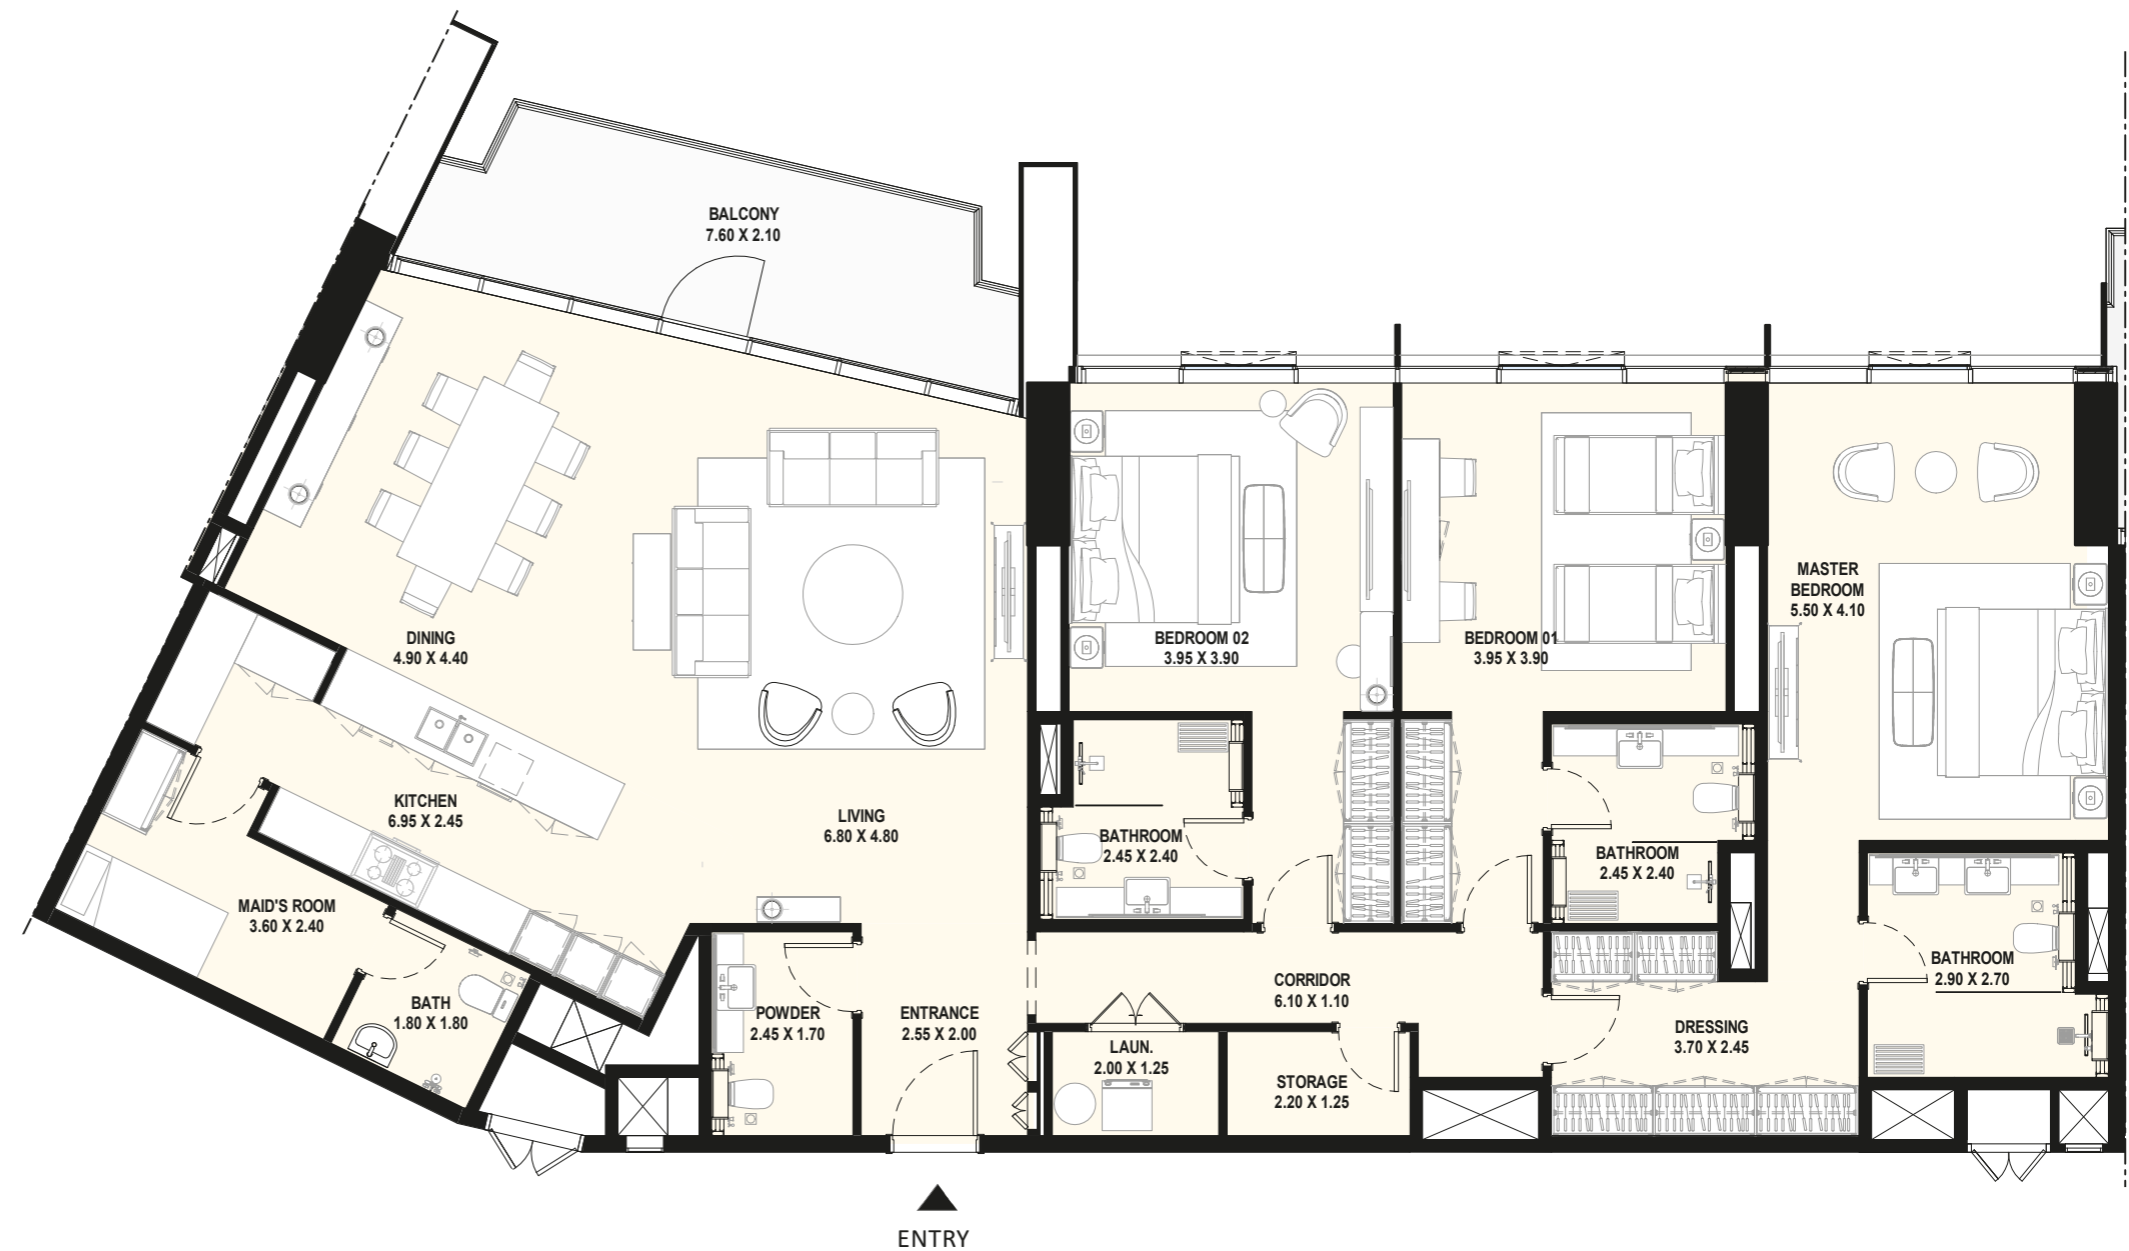 BALCONY
7.60 X 2.10
DINING
4.90 X 4.40
KITCHEN
6.95 X 2.45
LIVING
6.80 X 4.80
MAID'S ROOM
3.60 X 2.40
BATH
1.80 X 1.80
POWDER
2.45 X 1.70
ENTRANCE
2.55 X 2.00
BEDROOM 02
3.95 X 3.90
BEDROOM 01
3.95 X 3.90
MASTER
BEDROOM
5.50 X 4.10
BATHROOM
2.45 X 2.40
BATHROOM
2.45 X 2.40
BATHROOM
2.90 X 2.70
CORRIDOR
6.10 X 1.10
LAUN.
2.00 X 1.25
STORAGE
2.20 X 1.25
DRESSING
3.70 X 2.45
ENTRY